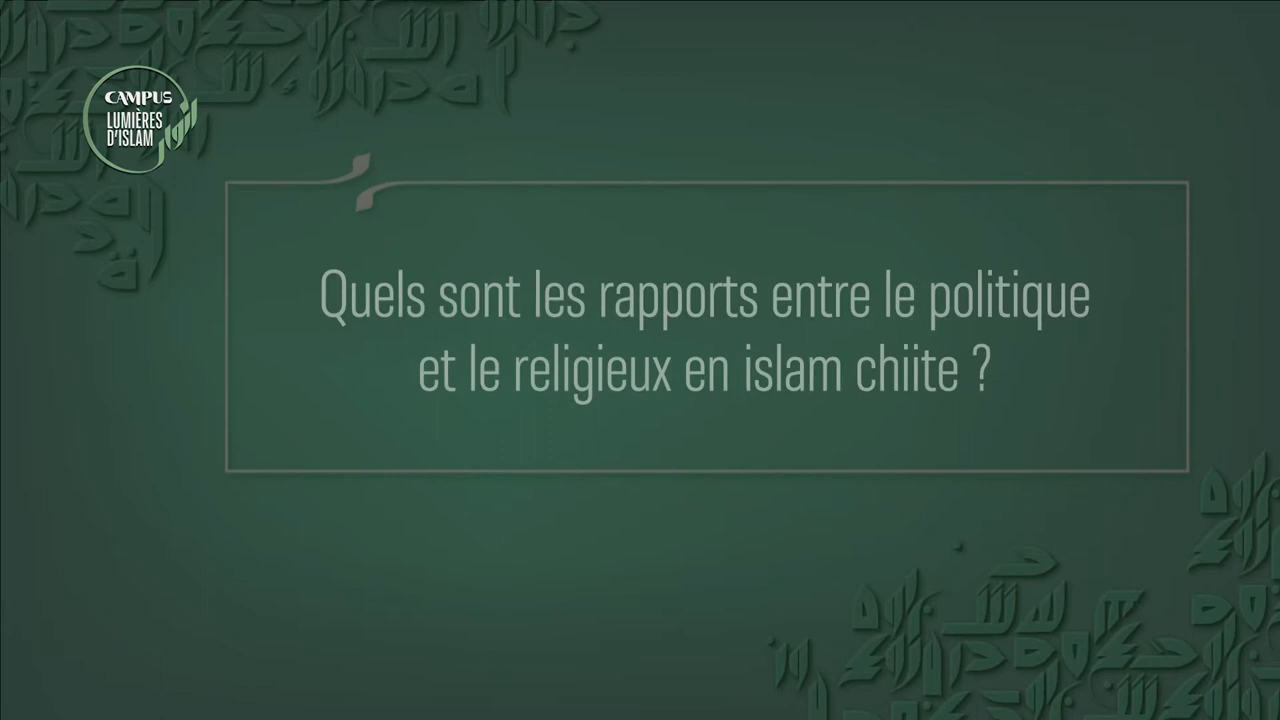 CAMPUS
LUMIÈRES
D'ISLAM
Quels sont les rapports entre le politique
et le religieux en islam chiite ?